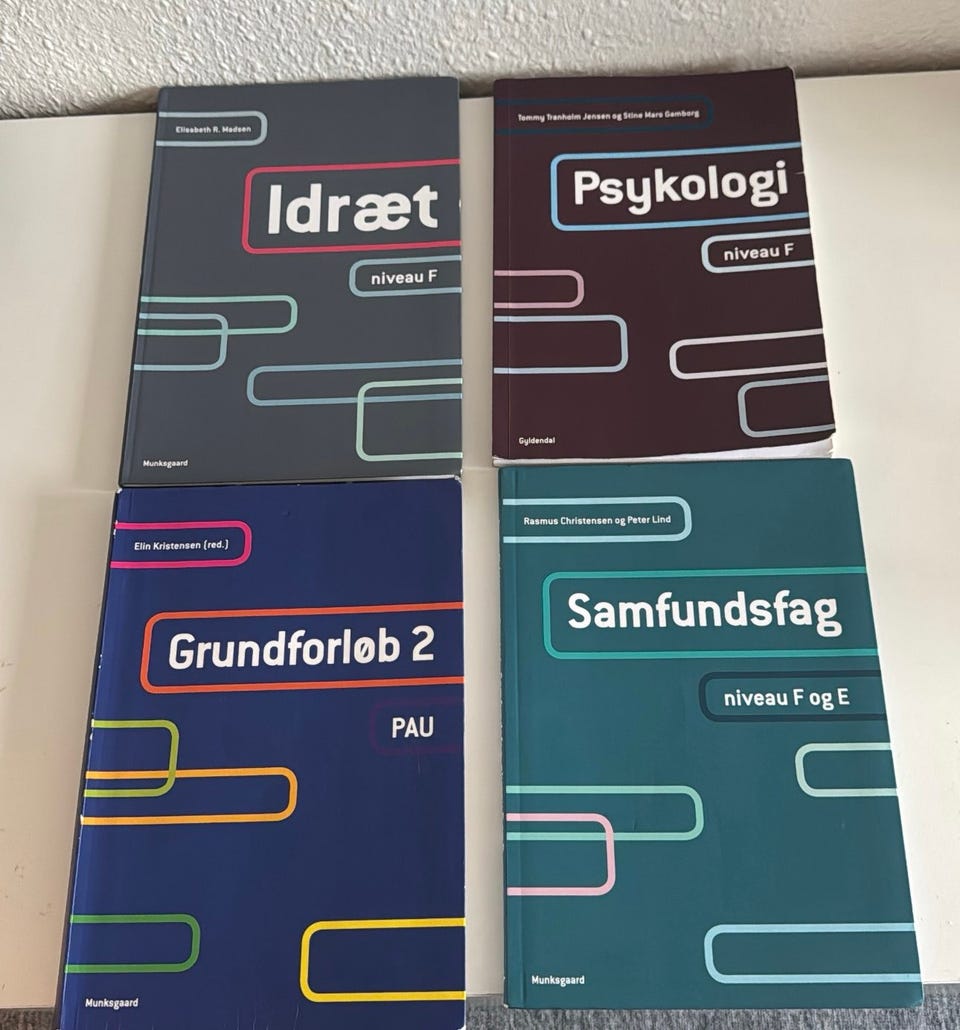 Elisabeth R. Madsen
Idræt
niveau F
Munksgaard
Tommy Tranholm Jensen og Stine Mars Gamborg
Psykologi
niveau F
Gyldendal
Elin Kristensen (red.)
Grundforløb 2
PAU
Munksgaard
Rasmus Christensen og Peter Lind
Samfundsfag
niveau F og E
Munksgaard